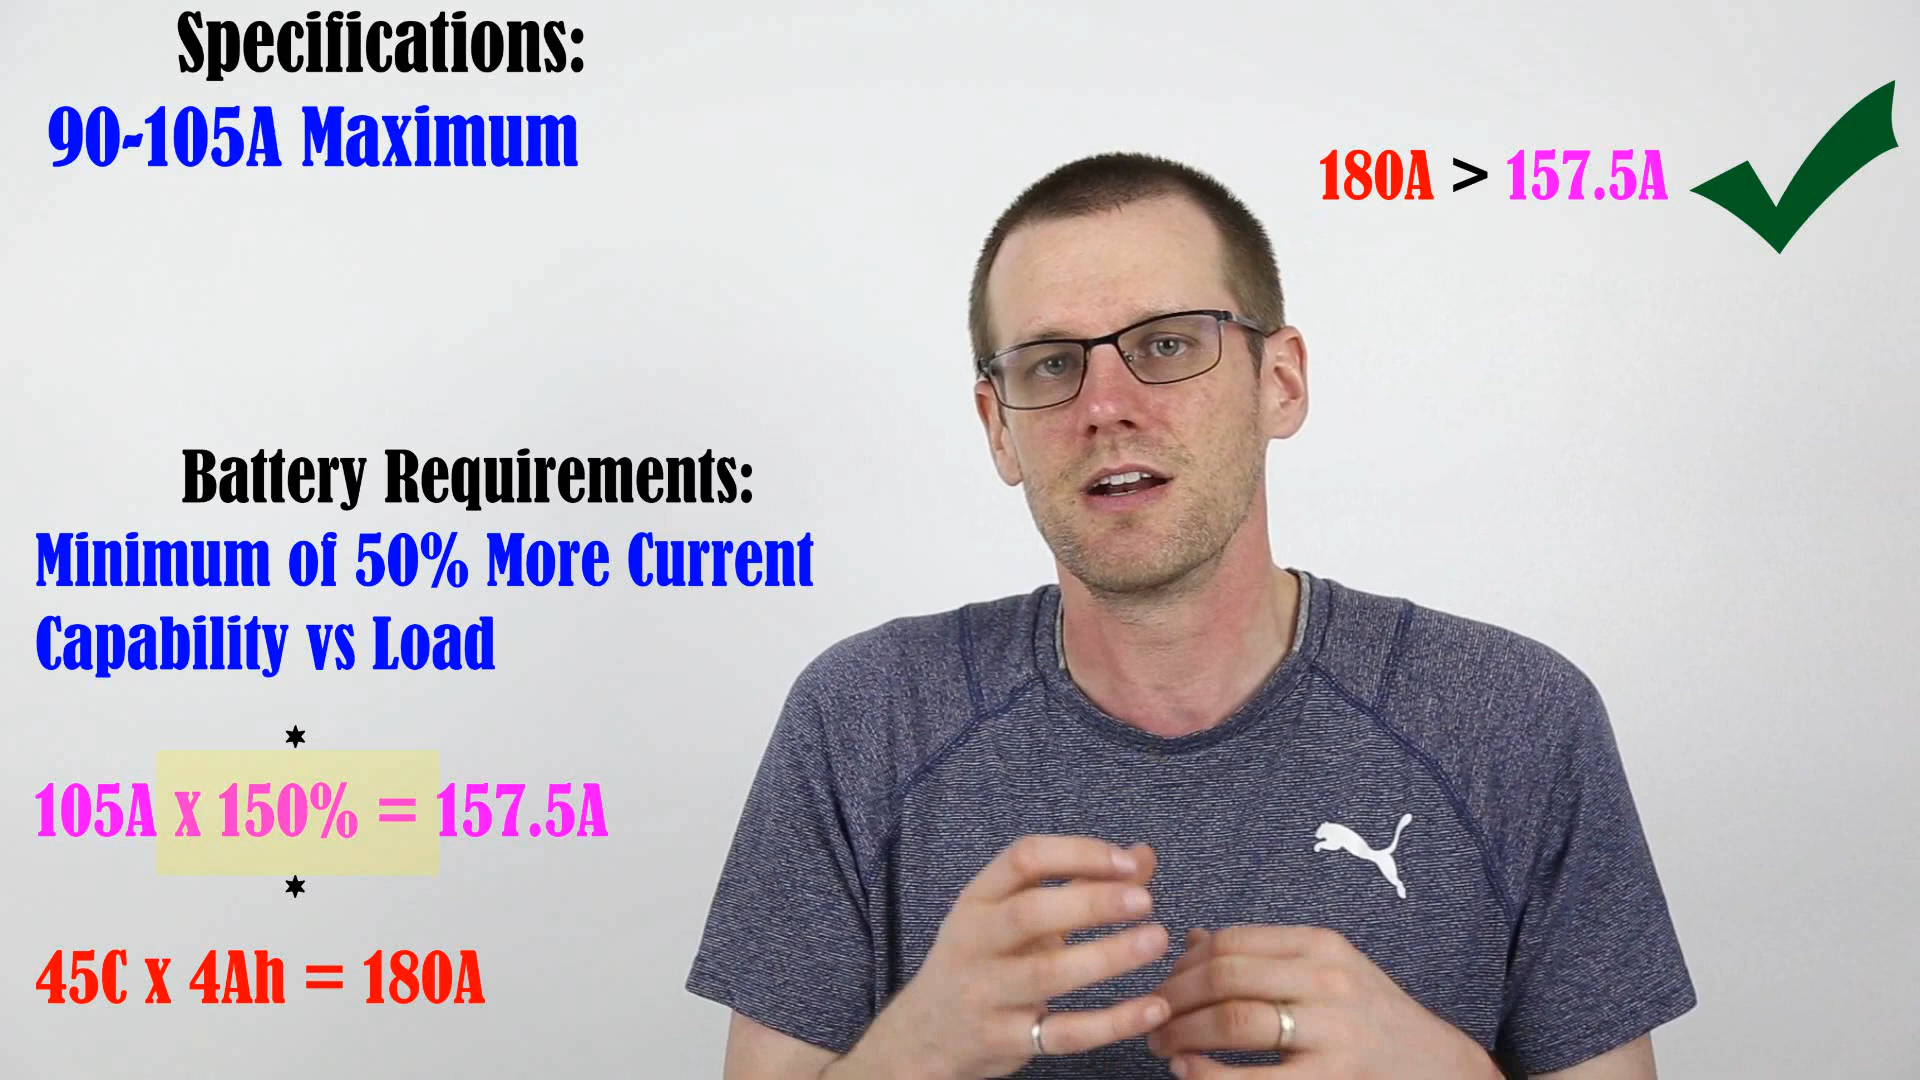 Specifications:
90-105A Maximum
180A > 157.5A
Battery Requirements:
Minimum of 50% More Current
Capability vs Load
*
105A x 150% = 157.5A
*
45C x 4Ah = 180A